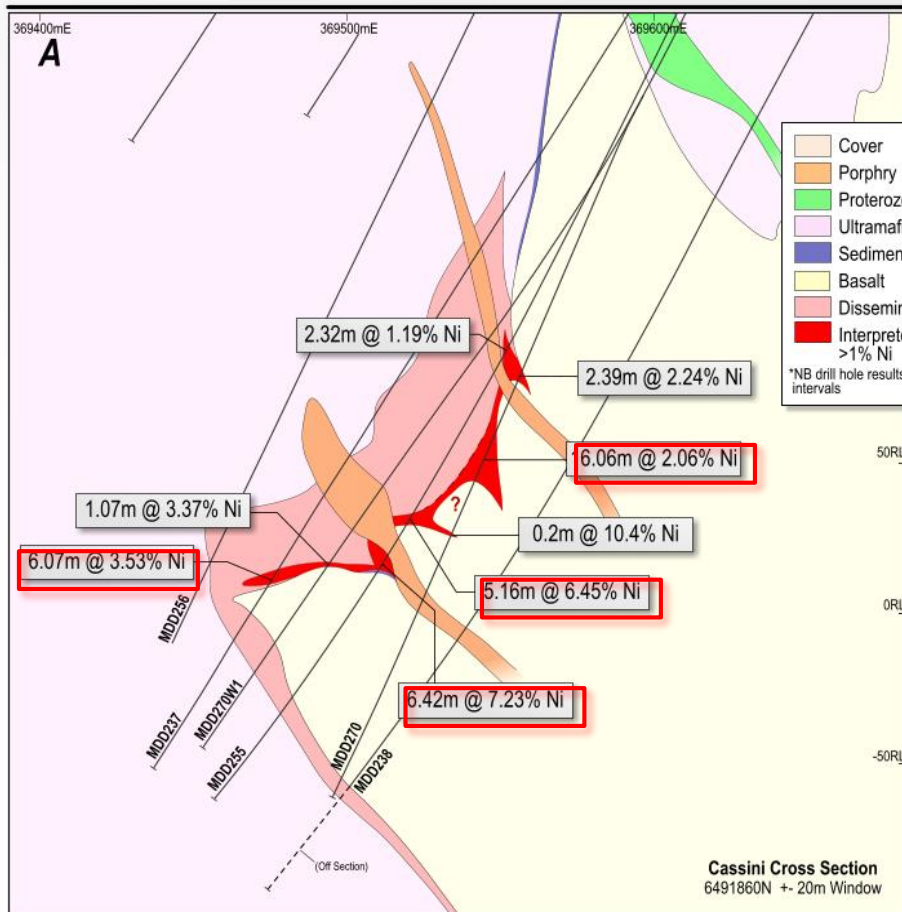 369400mE
369500mE
369600mE
A
Cover
Porphry
Proteroz
Ultramaf
Sedimen
Basalt
Dissemin
Interprete
>1% Ni
*NB drill hole results
intervals
2.32m @ 1.19% Ni
2.39m @ 2.24% Ni
50RL
6.06m @ 2.06% Ni
?
1.07m @ 3.37% Ni
0.2m @ 10.4% Ni
6.07m @ 3.53% Ni
5.16m @ 6.45% Ni
0RL
MDD256
6.42m @ 7.23% Ni
MDD237
MDD270W1
MDD255
MDD270
MDD238
-50RL
(Off Section)
Cassini Cross Section
6491860N +- 20m Window